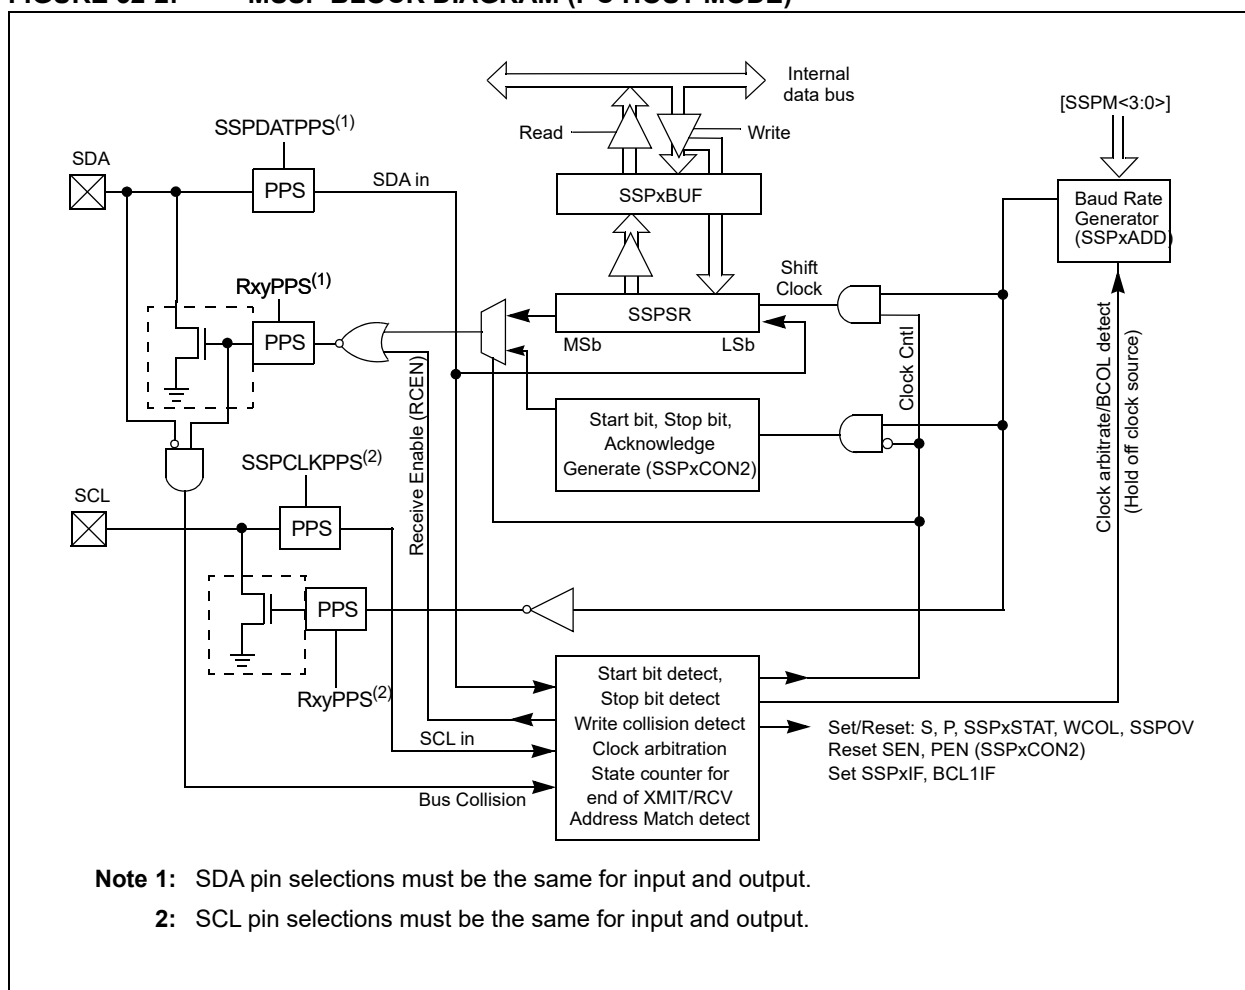 Internal
data bus
[SSPM<3:0>]
SSPDATPPS(1)
Read
Write
SDA
PPS
SDA in
SSPxBUF
Baud Rate
Generator
(SSPxADD)
Shift
Clock
RxyPPS(1)
PPS
SSPSR
MSb
LSb
Clock Cntl
Receive Enable (RCEN)
Start bit, Stop bit,
Acknowledge
Generate (SSPxCON2)
Clock arbitrate/BCOL detect
(Hold off clock source)
SSPCLKPPS(2)
SCL
PPS
PPS
RxyPPS(2)
Start bit detect,
Stop bit detect
Write collision detect
Clock arbitration
State counter for
end of XMIT/RCV
Address Match detect
SCL in
Bus Collision
Set/Reset: S, P, SSPxSTAT, WCOL, SSPOV
Reset SEN, PEN (SSPxCON2)
Set SSPxIF, BCL1IF
Note 1: SDA pin selections must be the same for input and output.
2: SCL pin selections must be the same for input and output.